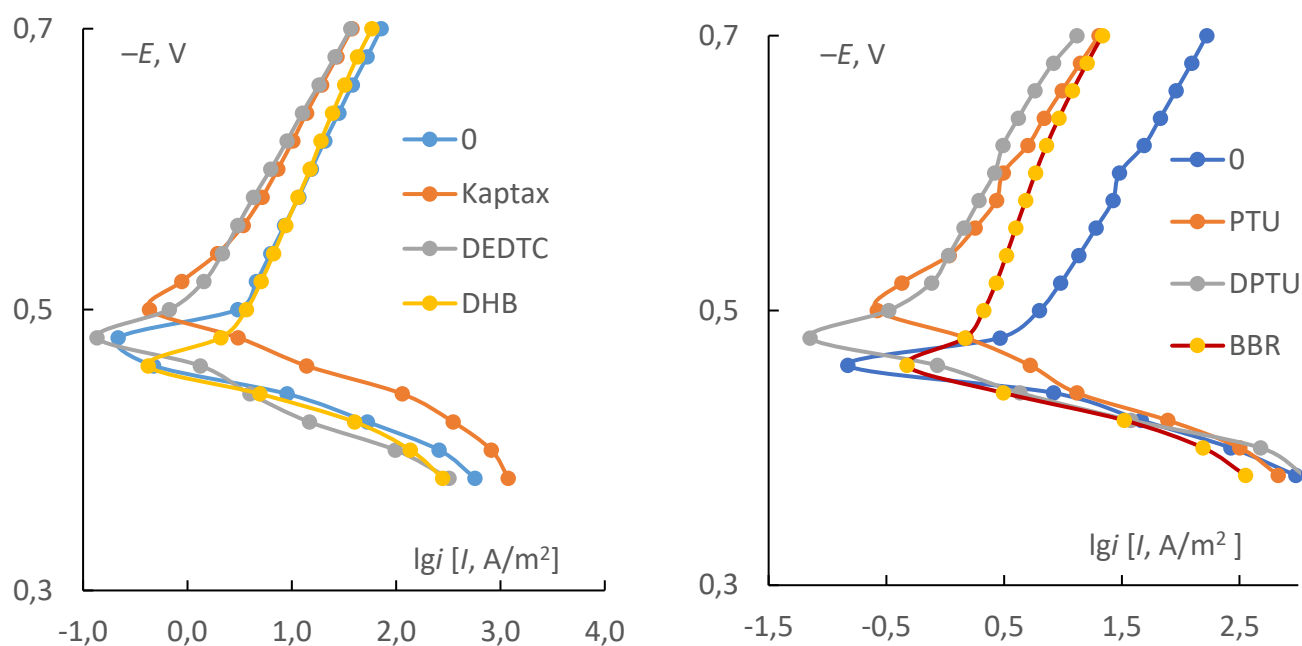 0,7
–E, V
0
Kaptax
DEDTC
DHB
0,5
lgi [I, A/m²]
0,3
-1,0 0,0 1,0 2,0 3,0 4,0
0,7
–E, V
0
PTU
DPTU
BBR
0,5
lgi [I, A/m² ]
0,3
-1,5 -0,5 0,5 1,5 2,5